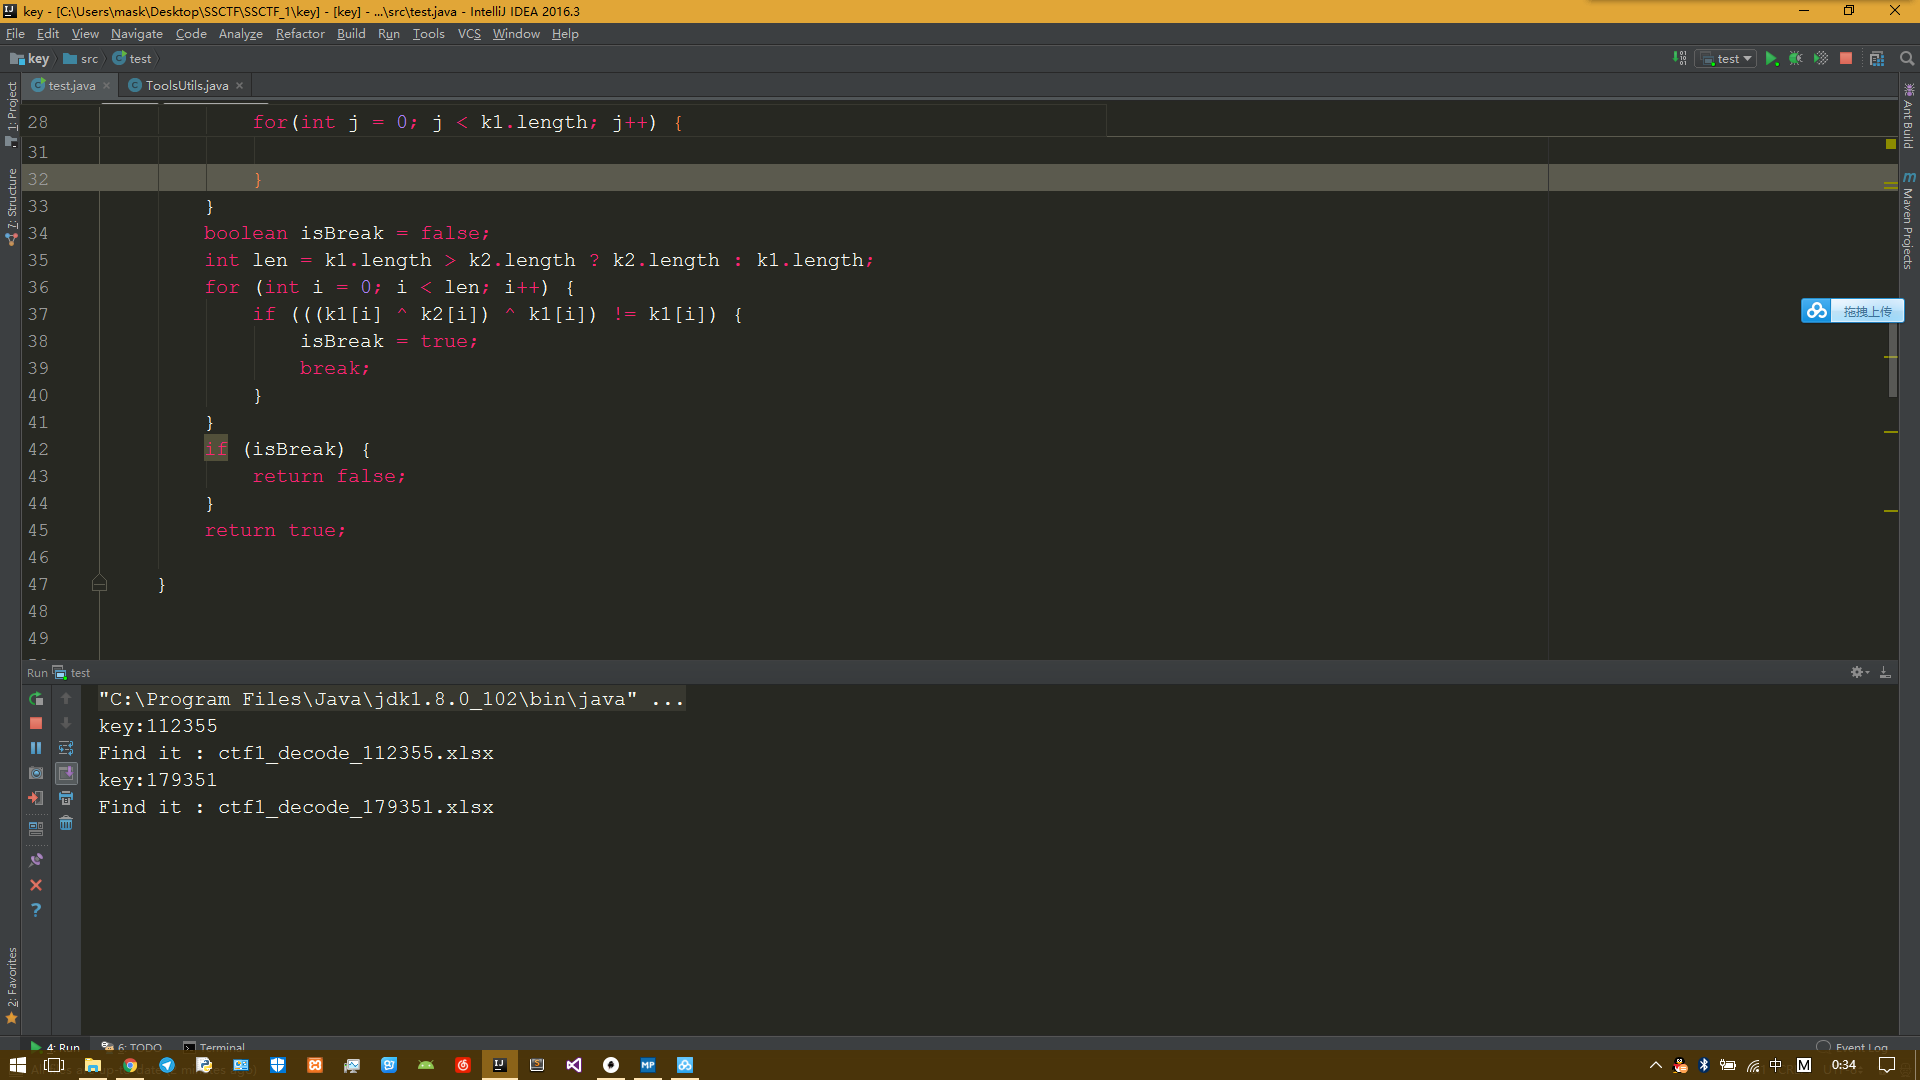 key - [C:\Users\mask\Desktop\SSCTF\SSCTF_1\key] - [key] - ...\src\test.java - IntelliJ IDEA 2016.3
File Edit View Navigate Code Analyze Refactor Build Run Tools VCS Window Help
key src test
test
test.java ToolsUtils.java
1: Project
7: Structure
2: Favorites
Ant Build
m Maven Projects
拖拽上传
28 for(int j = 0; j < k1.length; j++) {
31
32 }
33 }
34 boolean isBreak = false;
35 int len = k1.length > k2.length ? k2.length : k1.length;
36 for (int i = 0; i < len; i++) {
37 if (((k1[i] ^ k2[i]) ^ k1[i]) != k1[i]) {
38 isBreak = true;
39 break;
40 }
41 }
42 if (isBreak) {
43 return false;
44 }
45 return true;
46
47 }
48
49
Run test
"C:\Program Files\Java\jdk1.8.0_102\bin\java" ...
key:112355
Find it : ctf1_decode_112355.xlsx
key:179351
Find it : ctf1_decode_179351.xlsx
4: Run 6: TODO Terminal
Event Log
中 M 0:34